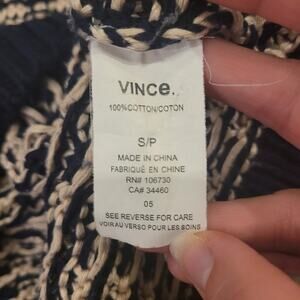 VINCE.
100%COTTON/COTON
S/P
MADE IN CHINA
FABRIQUÉ EN CHINE
RN# 106730
CA# 34460
05
SEE REVERSE FOR CARE
VOIR AU VERSO POUR LES SOINS